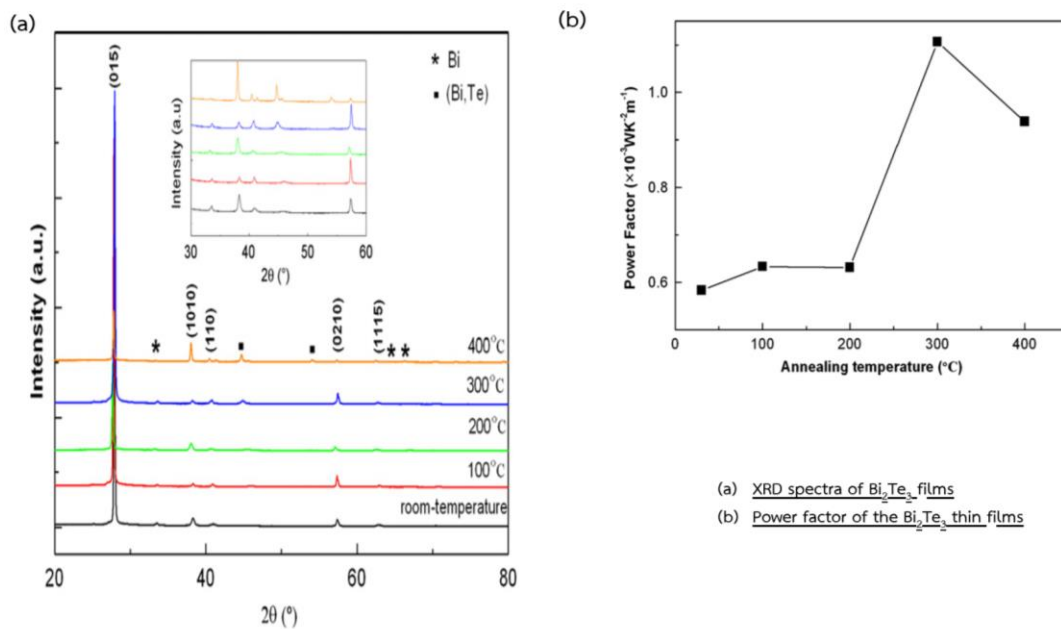 (a)
(015)
* Bi
▪ (Bi,Te)
Intensity (a.u)
30 40 50 60
2θ (°)
Intensity (a.u.)
(1010)
(110)
(0210)
(1115)
* ▪ ▪ * *
400°C
300°C
200°C
100°C
room-temperature
20 40 60 80
2θ (°)
(b)
Power Factor (×10⁻³WK⁻²m⁻¹)
1.0
0.8
0.6
0 100 200 300 400
Annealing temperature (°C)
(a) XRD spectra of Bi₂Te₃ films
(b) Power factor of the Bi₂Te₃ thin films